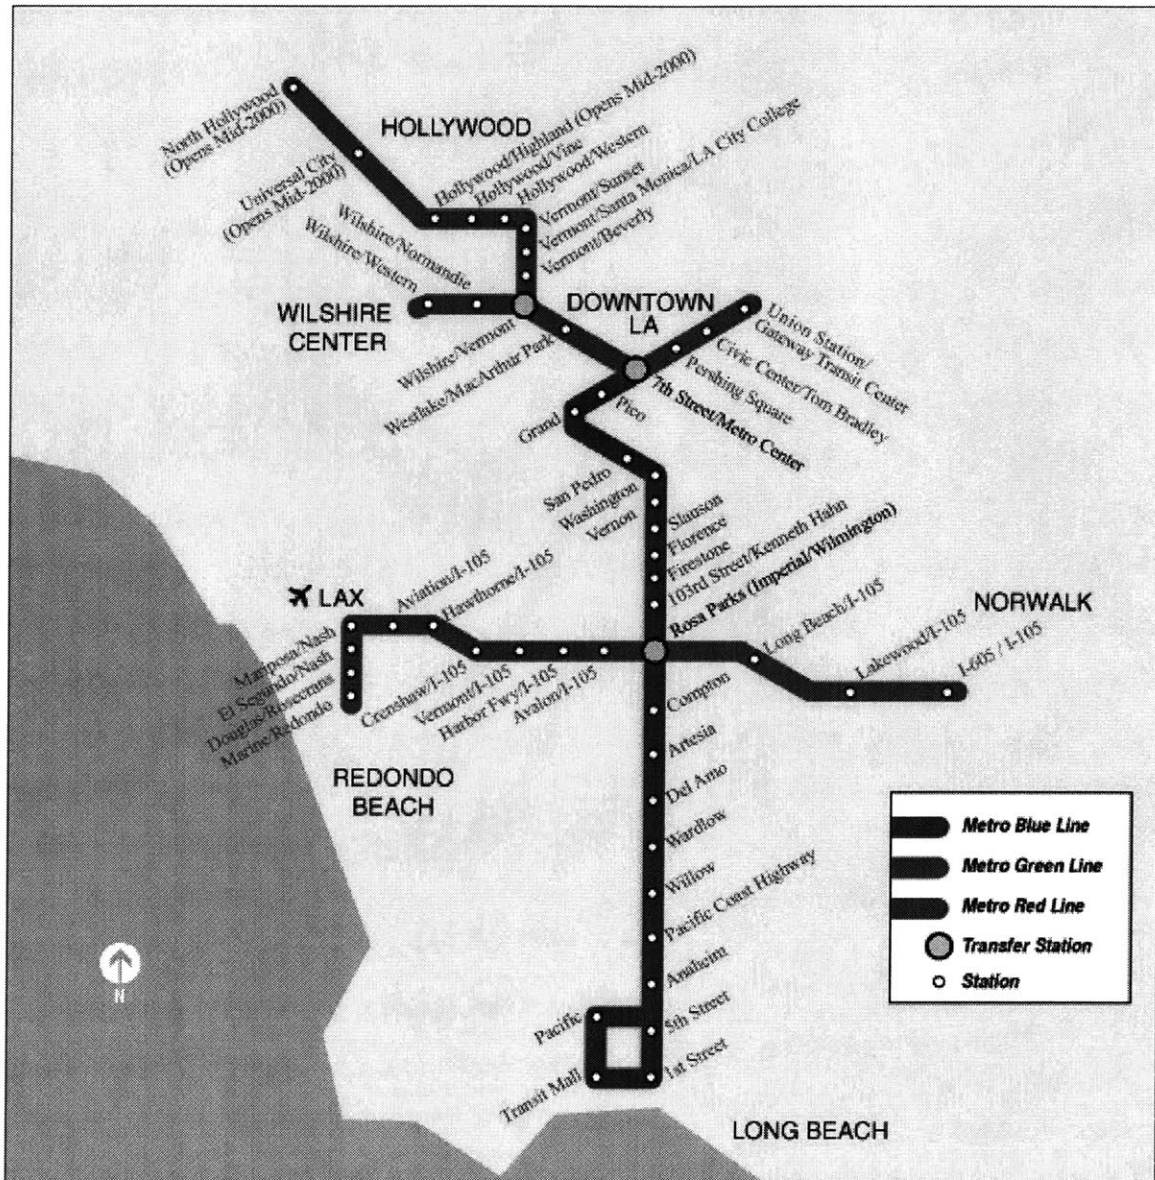 North Hollywood
(Opens Mid-2000)
HOLLYWOOD
Universal City
(Opens Mid-2000)
Hollywood/Highland (Opens Mid-2000)
Hollywood/Vine
Hollywood/Western
Vermont/Sunset
Vermont/Santa Monica/LA City College
Vermont/Beverly
Wilshire/Normandie
Wilshire/Western
WILSHIRE
CENTER
DOWNTOWN
LA
Wilshire/Vermont
Westlake/MacArthur Park
Union Station/
Gateway Transit Center
Civic Center/Tom Bradley
Pershing Square
7th Street/Metro Center
Pico
Grand
San Pedro
Washington
Vernon
Slauson
Florence
Firestone
103rd Street/Kenneth Hahn
Rosa Parks (Imperial/Wilmington)
LAX
Aviation/I-105
Hawthorne/I-105
Mariposa/Nash
El Segundo/Nash
Douglas/Rosecrans
Marine/Redondo
Crenshaw/I-105
Vermont/I-105
Harbor Fwy/I-105
Avalon/I-105
NORWALK
Long Beach/I-105
Lakewood/I-105
I-605 / I-105
REDONDO
BEACH
Compton
Artesia
Del Amo
Wardlow
Willow
Pacific Coast Highway
Anaheim
5th Street
1st Street
Pacific
Transit Mall
LONG BEACH
Metro Blue Line
Metro Green Line
Metro Red Line
Transfer Station
Station
N